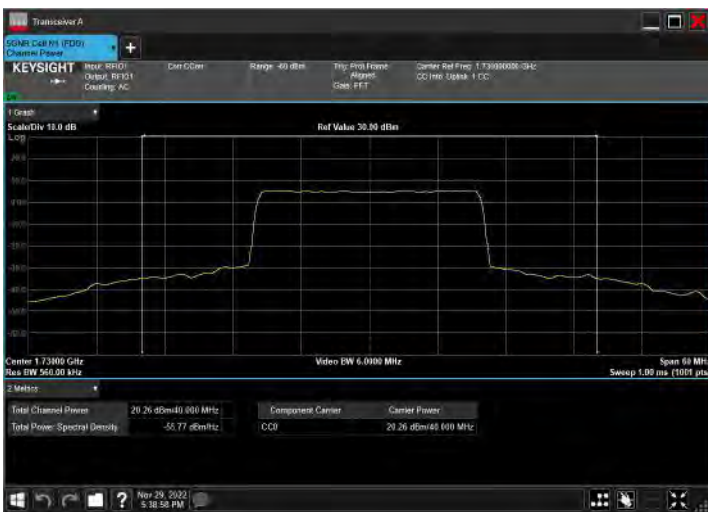 Transceiver A
5GNR Cell N1 (FDD)
Channel Power
KEYSIGHT
Input: RFIO1
Output: RFIO1
Coupling: AC
Corr CCorr
Trig: Prdl Frame
Aligned
Gate: FFT
Carrier Ref Freq: 1.730000000 GHz
CC Info: Uplink, 1 CC
1 Graph
Scale/Div 10.0 dB
Ref Value 30.00 dBm
Log
Center 1.73000 GHz
Video BW 6.0000 MHz
Span 60 MH
Res BW 560.00 kHz
Sweep 1.00 ms (1001 pts
2 Metrics
Total Channel Power
20.26 dBm/40.000 MHz
Component Carrier
Carrier Power
Total Power Spectral Density
-55.77 dBm/Hz
CC0
20.26 dBm/40.000 MHz
Nov 29, 2022
5:38:58 PM